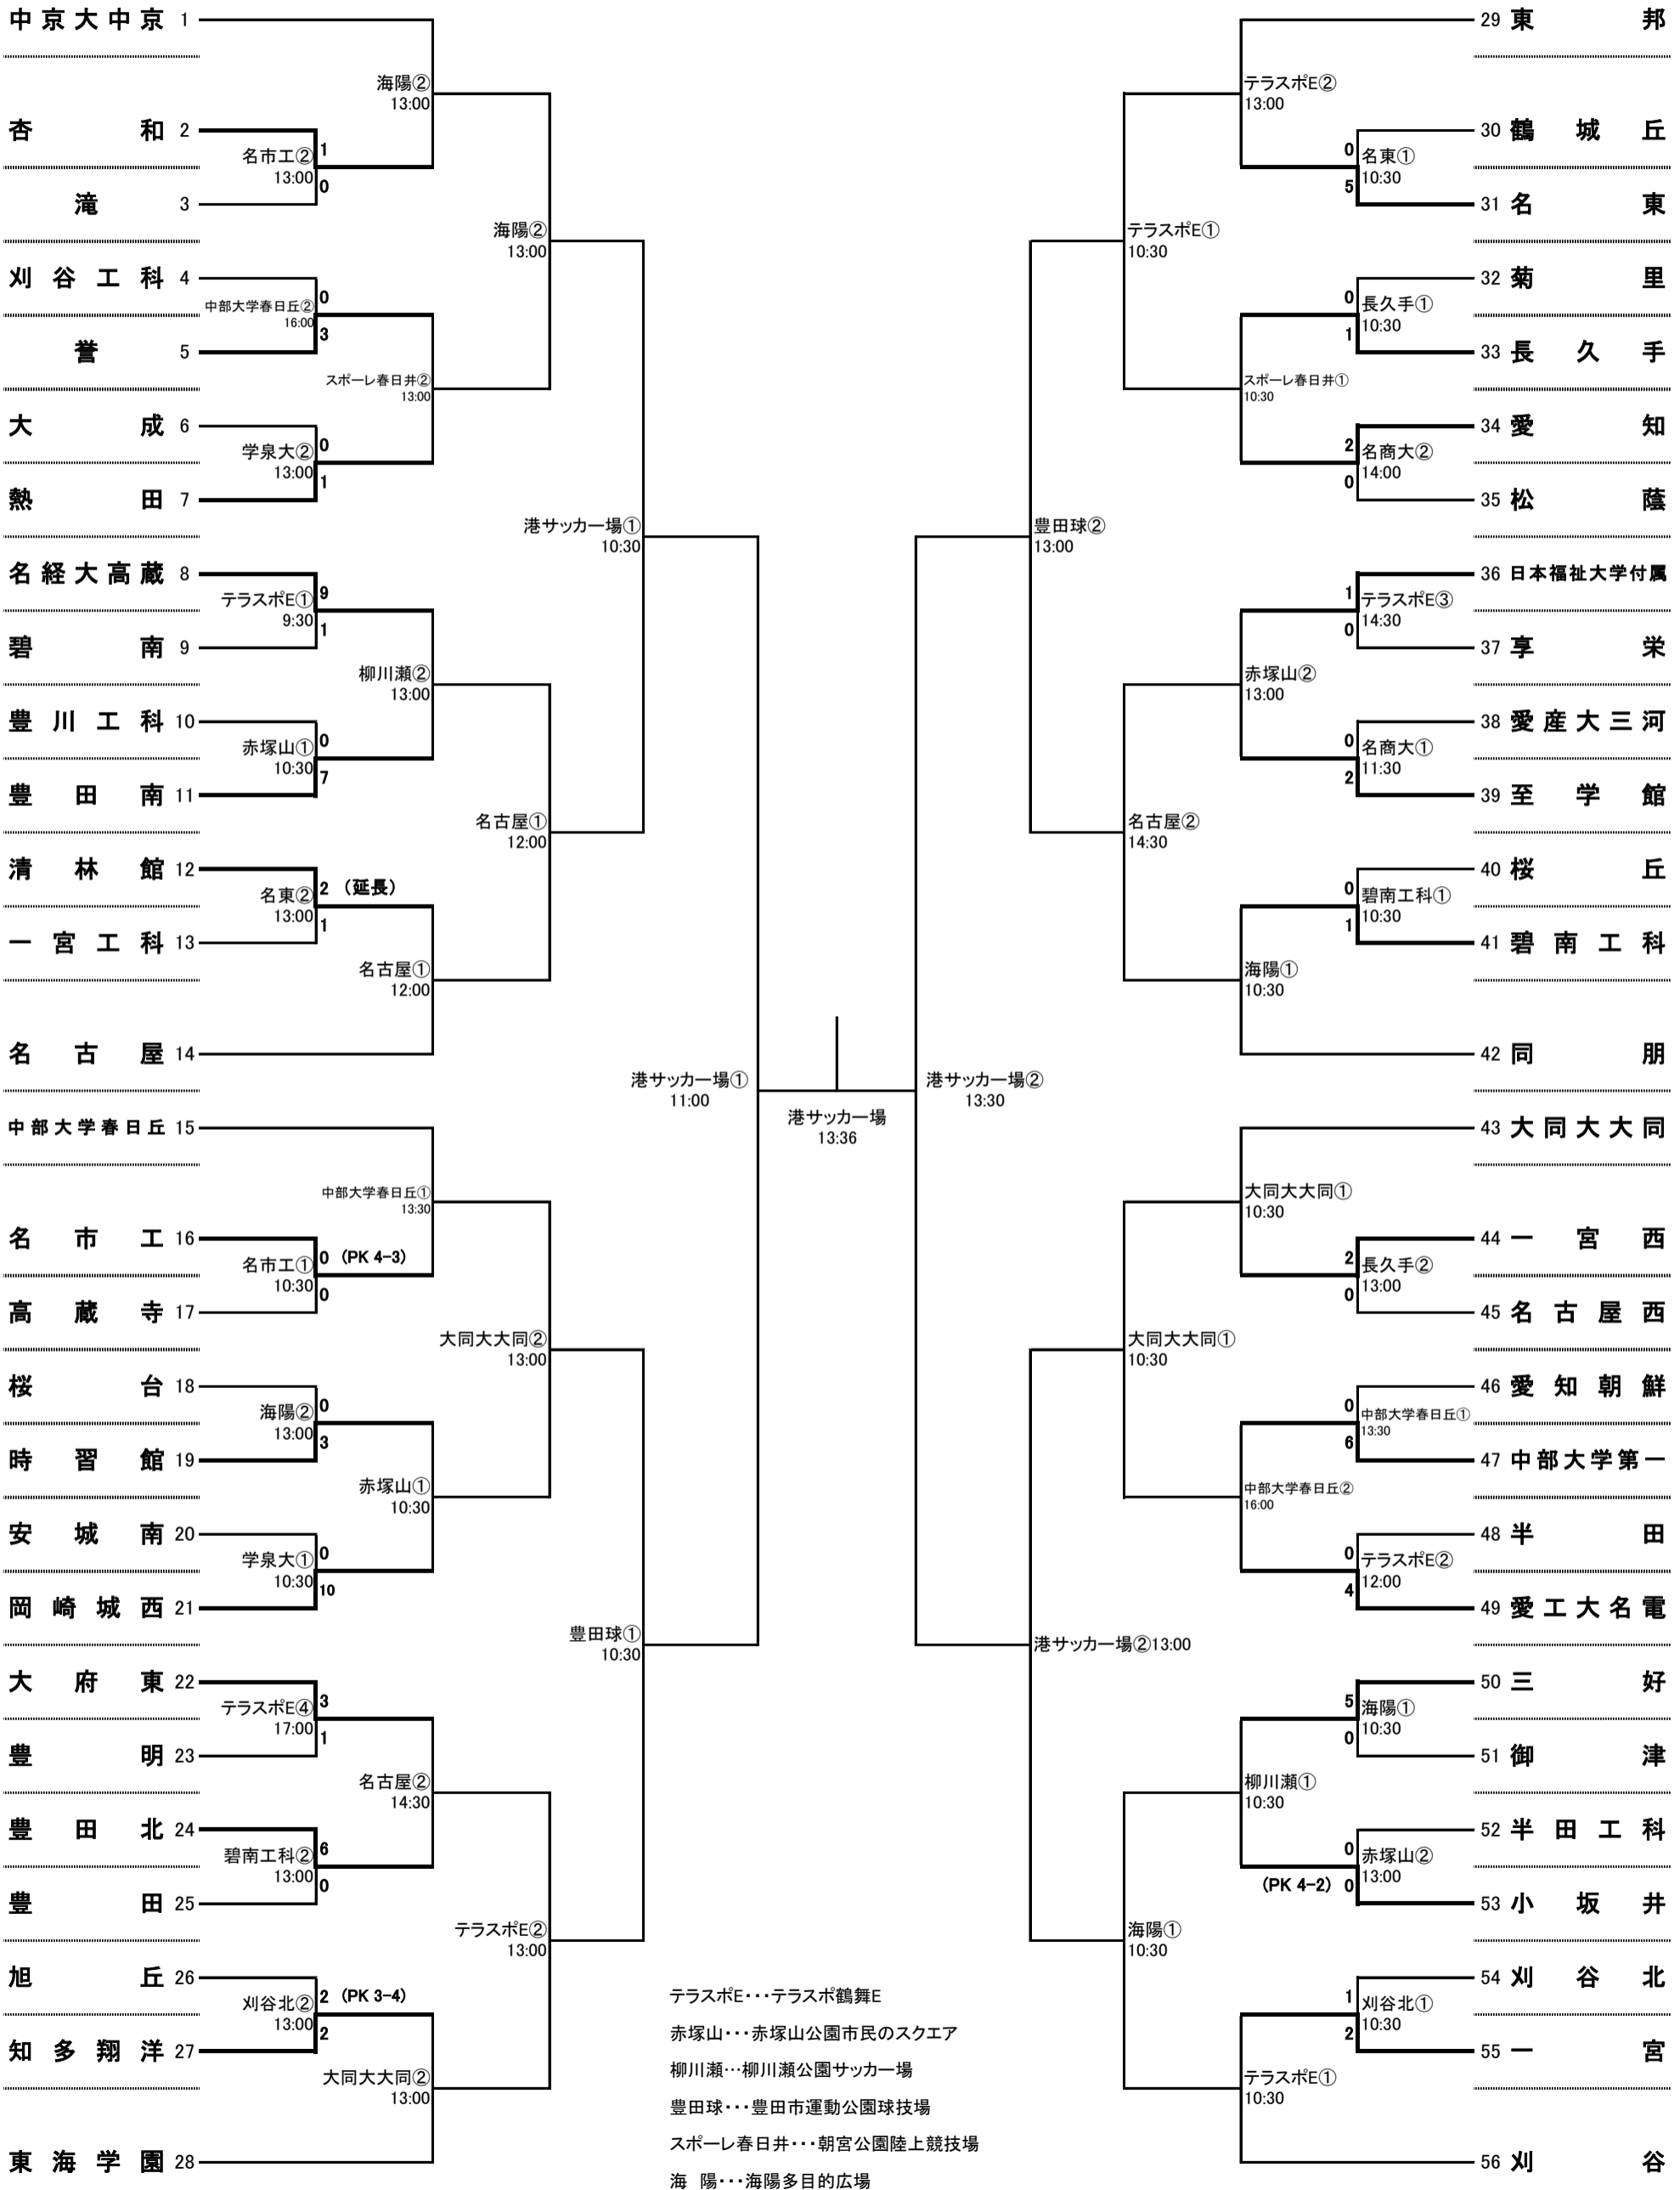 中京大中京 1
海陽②
13:00
杏和 2
名市工②
13:00
1
0
滝 3
海陽②
13:00
刈谷工科 4
中部大学春日丘②
16:00
0
3
誉 5
スポーレ春日井②
13:00
大成 6
学泉大②
13:00
0
1
熱田 7
港サッカー場①
10:30
名経大高蔵 8
テラスポE①
9:30
9
1
碧南 9
柳川瀬②
13:00
豊川工科 10
赤塚山①
10:30
0
7
豊田南 11
名古屋①
12:00
清林館 12
名東②
13:00
2 (延長)
1
一宮工科 13
名古屋①
12:00
名古屋 14
港サッカー場①
11:00
中部大学春日丘 15
中部大学春日丘①
13:30
名市工 16
名市工①
10:30
0 (PK 4-3)
0
高蔵寺 17
大同大大同②
13:00
桜台 18
海陽②
13:00
0
3
時習館 19
赤塚山①
10:30
安城南 20
学泉大①
10:30
0
10
岡崎城西 21
豊田球①
10:30
大府東 22
テラスポE④
17:00
3
1
豊明 23
名古屋②
14:30
豊田北 24
碧南工科②
13:00
6
0
豊田 25
テラスポE②
13:00
旭丘 26
刈谷北②
13:00
2 (PK 3-4)
2
知多翔洋 27
大同大大同②
13:00
東海学園 28
港サッカー場
13:36
29 東邦
テラスポE②
13:00
30 鶴城丘
0
5
名東①
10:30
31 名東
テラスポE①
10:30
32 菊里
0
1
長久手①
10:30
33 長久手
スポーレ春日井①
10:30
34 愛知
2
0
名商大②
14:00
35 松蔭
豊田球②
13:00
36 日本福祉大学付属
1
0
テラスポE③
14:30
37 享栄
赤塚山②
13:00
38 愛産大三河
0
2
名商大①
11:30
39 至学館
名古屋②
14:30
40 桜丘
0
1
碧南工科①
10:30
41 碧南工科
海陽①
10:30
42 同朋
港サッカー場②
13:30
43 大同大大同
大同大大同①
10:30
44 一宮西
2
0
長久手②
13:00
45 名古屋西
大同大大同①
10:30
46 愛知朝鮮
0
6
中部大学春日丘①
13:30
47 中部大学第一
中部大学春日丘②
16:00
48 半田
0
4
テラスポE②
12:00
49 愛工大名電
港サッカー場②13:00
50 三好
5
0
海陽①
10:30
51 御津
柳川瀬①
10:30
52 半田工科
0
(PK 4-2) 0
赤塚山②
13:00
53 小坂井
海陽①
10:30
54 刈谷北
1
2
刈谷北①
10:30
55 一宮
テラスポE①
10:30
56 刈谷
テラスポE・・・テラスポ鶴舞E
赤塚山・・・赤塚山公園市民のスクエア
柳川瀬…柳川瀬公園サッカー場
豊田球・・・豊田市運動公園球技場
スポーレ春日井・・・朝宮公園陸上競技場
海 陽・・・海陽多目的広場